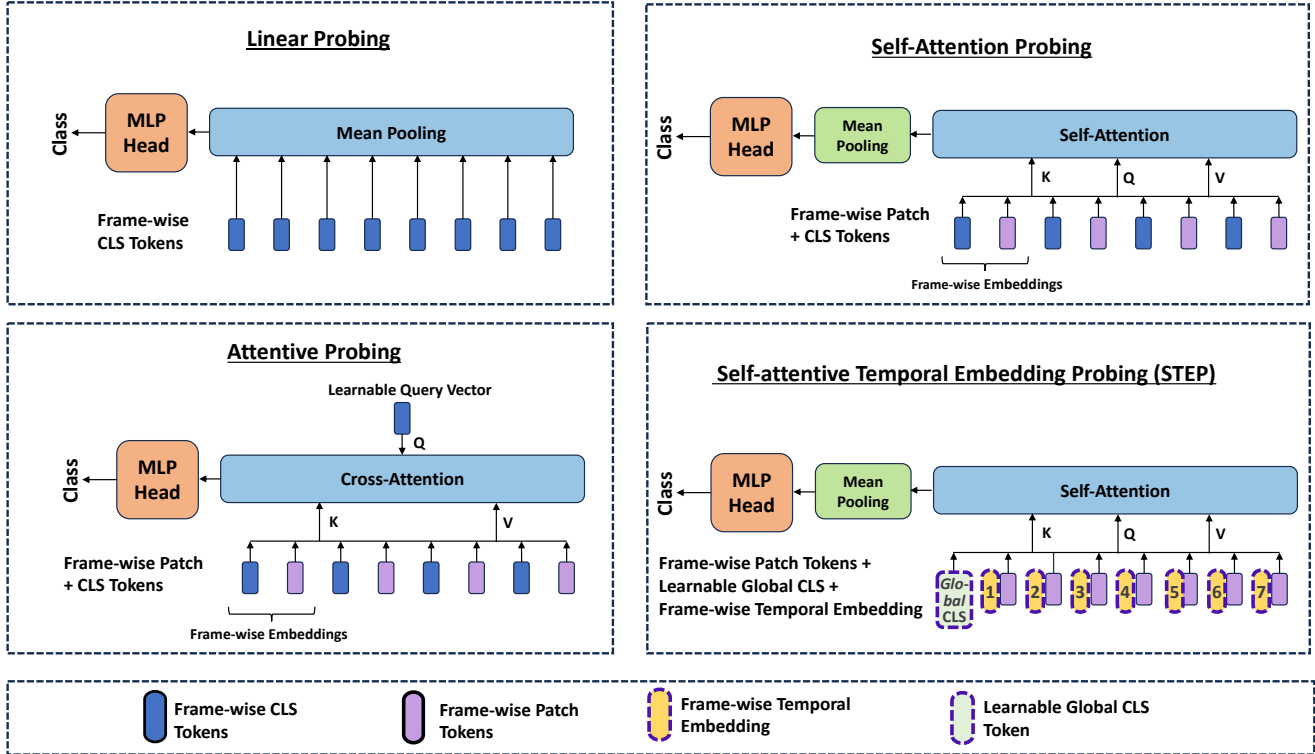 Linear Probing
Class
MLP
Head
Mean Pooling
Frame-wise
CLS Tokens
Self-Attention Probing
Class
MLP
Head
Mean
Pooling
Self-Attention
K
Q
V
Frame-wise Patch
+ CLS Tokens
Frame-wise Embeddings
Attentive Probing
Learnable Query Vector
Q
Class
MLP
Head
Cross-Attention
K
V
Frame-wise Patch
+ CLS Tokens
Frame-wise Embeddings
Self-attentive Temporal Embedding Probing (STEP)
Class
MLP
Head
Mean
Pooling
Self-Attention
K
Q
V
Frame-wise Patch Tokens +
Learnable Global CLS +
Frame-wise Temporal Embedding
Glo-
bal
CLS
1 2 3 4 5 6 7
Frame-wise CLS
Tokens
Frame-wise Patch
Tokens
Frame-wise Temporal
Embedding
Learnable Global CLS
Token